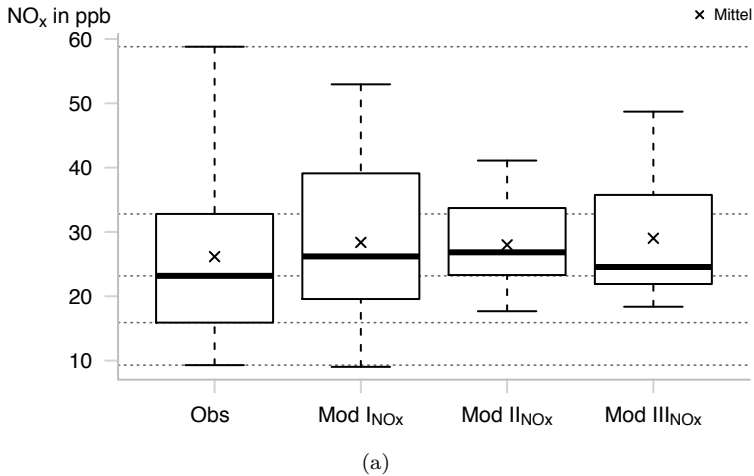 NOx in ppb
× Mittel
60
50
40
30
20
10
Obs
Mod INOx
Mod IINOx
Mod IIINOx
(a)